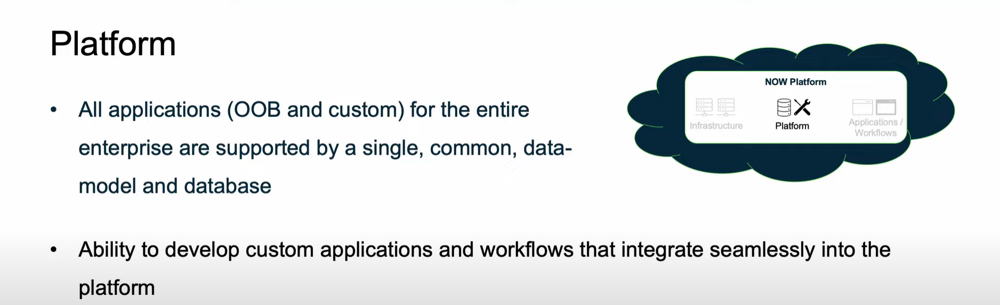 Platform
• All applications (OOB and custom) for the entire
enterprise are supported by a single, common, data-
model and database
• Ability to develop custom applications and workflows that integrate seamlessly into the
platform
NOW Platform
Infrastructure
Platform
Applications /
Workflows